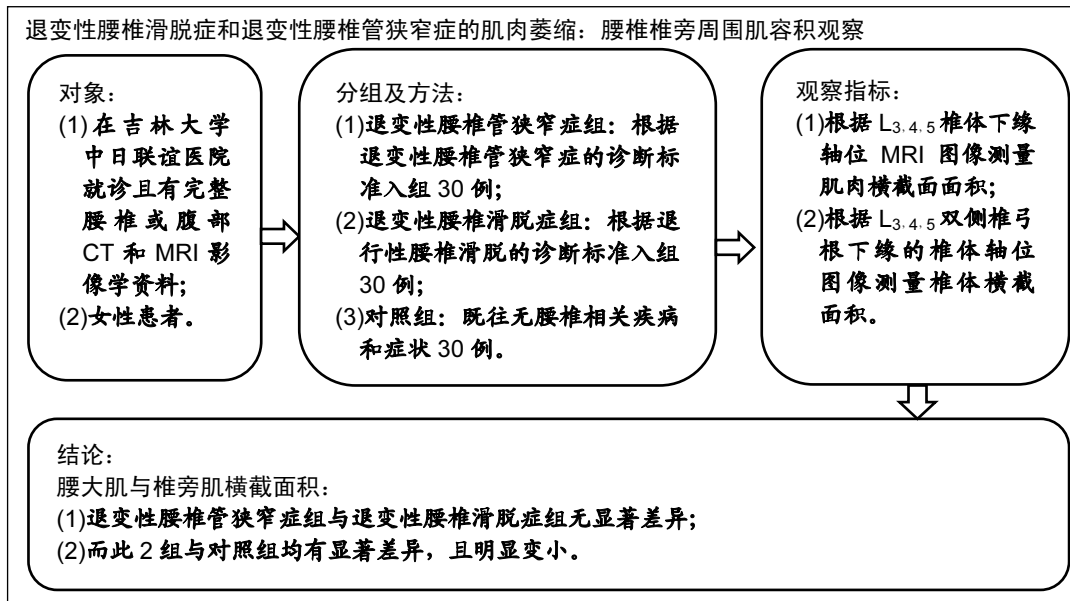 退变性腰椎滑脱症和退变性腰椎管狭窄症的肌肉萎缩：腰椎椎旁周围肌容积观察
对象：
(1)在吉林大学
中日联谊医院
就诊且有完整
腰椎或腹部
CT 和 MRI 影
像学资料；
(2)女性患者。
分组及方法：
(1)退变性腰椎管狭窄症组：根据
退变性腰椎管狭窄症的诊断标
准入组 30 例；
(2)退变性腰椎滑脱症组：根据退
行性腰椎滑脱的诊断标准入组
30 例；
(3)对照组：既往无腰椎相关疾病
和症状 30 例。
观察指标：
(1)根据 L3, 4, 5 椎体下缘
轴位 MRI 图像测量
肌肉横截面面积；
(2)根据 L3, 4, 5 双侧椎弓
根下缘的椎体轴位
图像测量椎体横截
面积。
结论：
腰大肌与椎旁肌横截面积：
(1)退变性腰椎管狭窄症组与退变性腰椎滑脱症组无显著差异；
(2)而此 2 组与对照组均有显著差异，且明显变小。